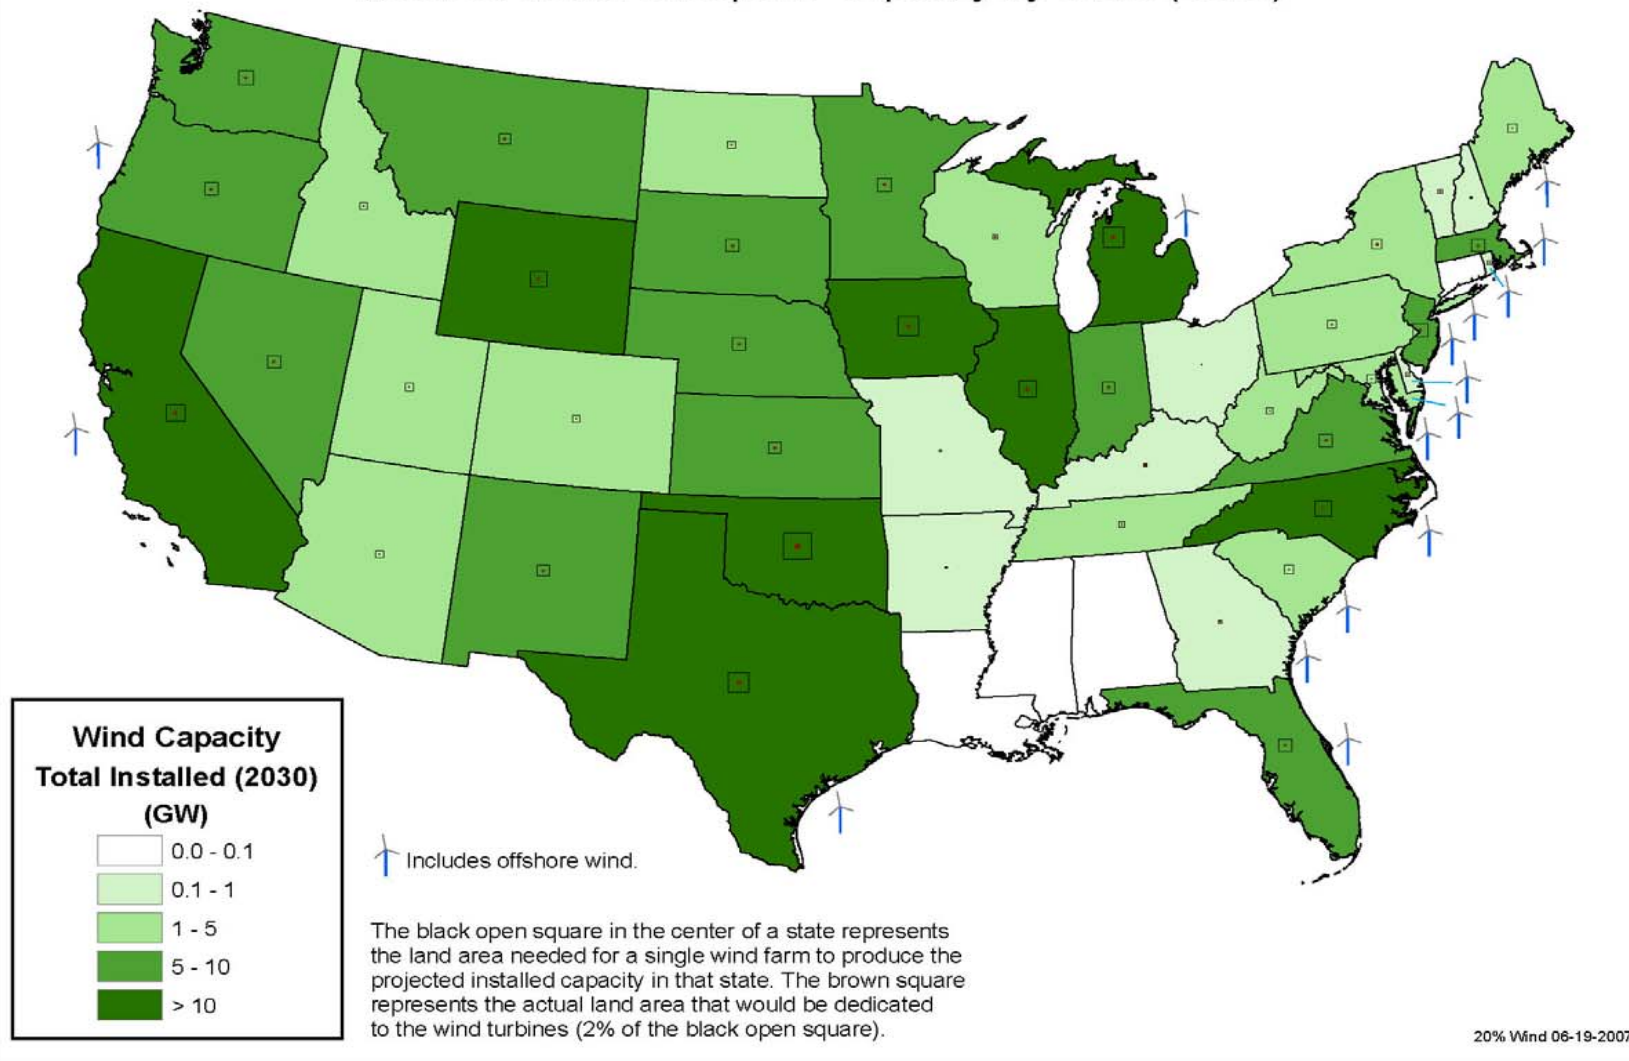 Wind Capacity
Total Installed (2030)
(GW)
0.0 - 0.1
0.1 - 1
1 - 5
5 - 10
> 10
Includes offshore wind.
The black open square in the center of a state represents
the land area needed for a single wind farm to produce the
projected installed capacity in that state. The brown square
represents the actual land area that would be dedicated
to the wind turbines (2% of the black open square).
20% Wind 06-19-2007